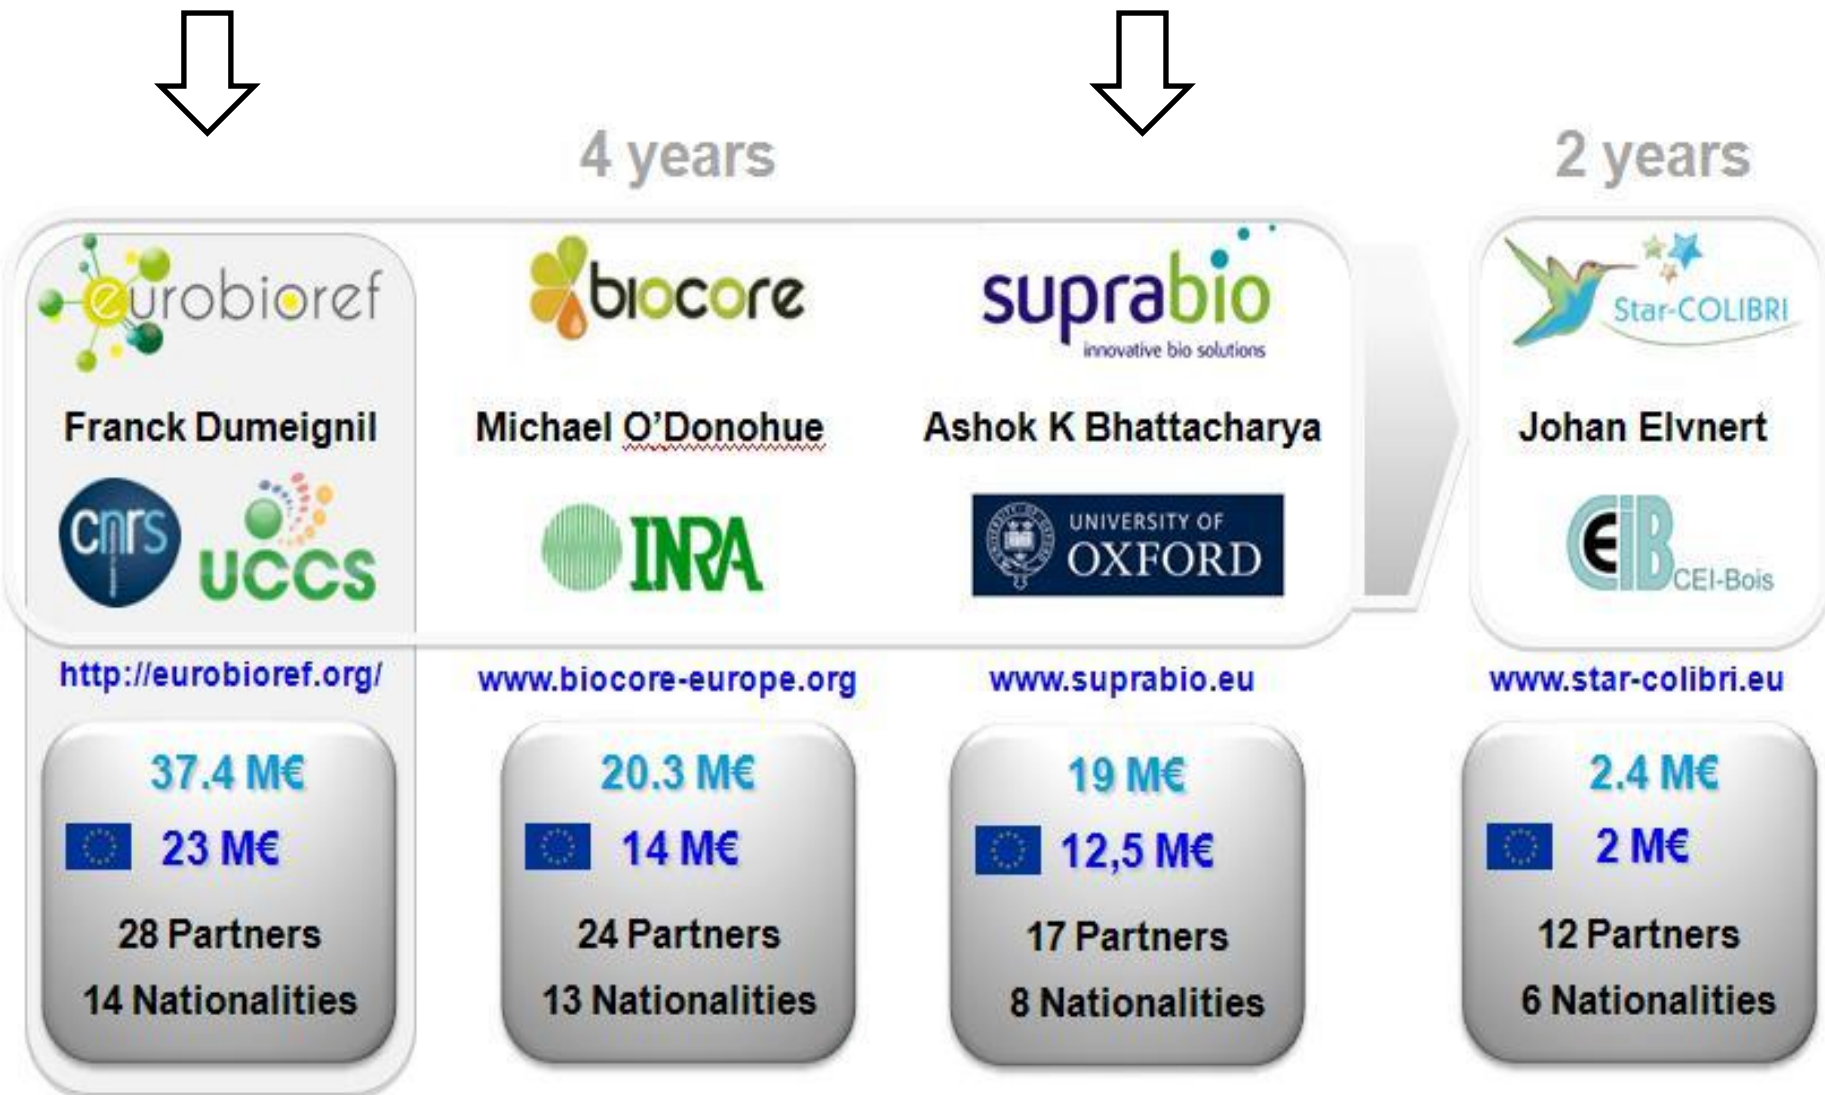 4 years
2 years
eurobioref
biocore
suprabio
innovative bio solutions
Star-COLIBRI
Franck Dumeignil
Michael O'Donohue
Ashok K Bhattacharya
Johan Elvnert
cnrs
UCCS
INRA
UNIVERSITY OF
OXFORD
CEIB
CEI-Bois
http://eurobioref.org/
www.biocore-europe.org
www.suprabio.eu
www.star-colibri.eu
37.4 M€
23 M€
28 Partners
14 Nationalities
20.3 M€
14 M€
24 Partners
13 Nationalities
19 M€
12,5 M€
17 Partners
8 Nationalities
2.4 M€
2 M€
12 Partners
6 Nationalities